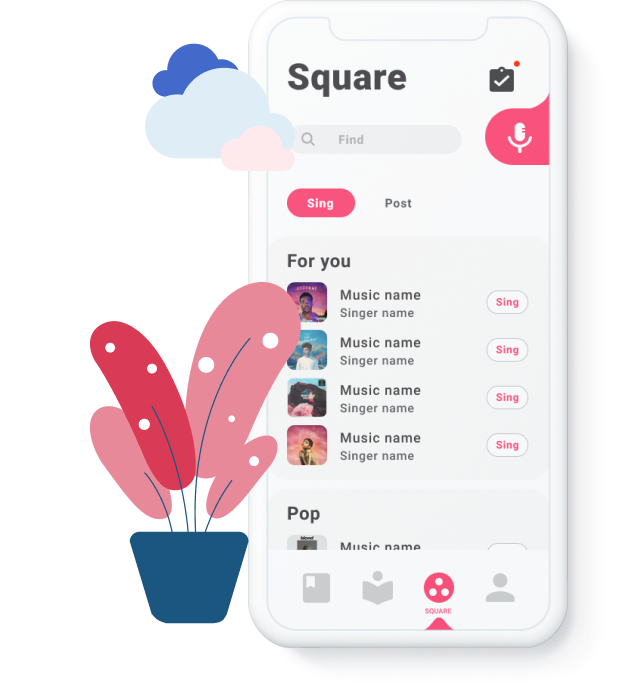 Square
Find
Sing
Post
For you
Music name
Singer name
Sing
Music name
Singer name
Sing
Music name
Singer name
Sing
Music name
Singer name
Sing
Pop
Music name
SQUARE